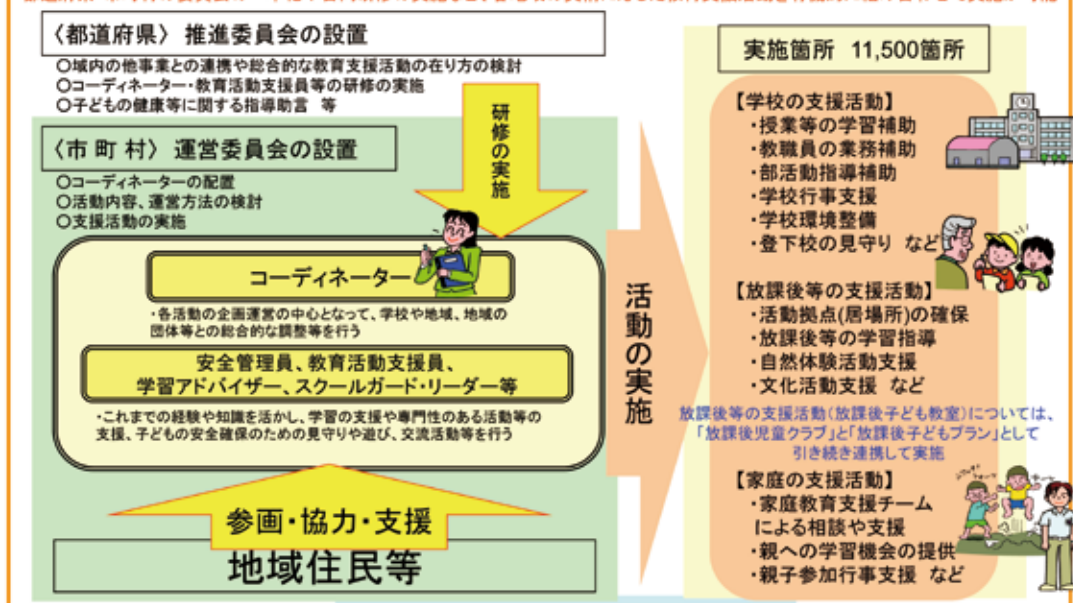 〈都道府県〉 推進委員会の設置
○域内の他事業との連携や総合的な教育支援活動の在り方の検討
○コーディネーター・教育活動支援員等の研修の実施
○子どもの健康等に関する指導助言 等
研修の実施
〈市町村〉 運営委員会の設置
○コーディネーターの配置
○活動内容、運営方法の検討
○支援活動の実施
コーディネーター
・各活動の企画運営の中心となって、学校や地域、地域の
団体等との総合的な調整等を行う
安全管理員、教育活動支援員、
学習アドバイザー、スクールガード・リーダー等
・これまでの経験や知識を活かし、学習の支援や専門性のある活動等の
支援、子どもの安全確保のための見守りや遊び、交流活動等を行う
参画・協力・支援
地域住民等
活動の実施
実施箇所 11,500箇所
【学校の支援活動】
・授業等の学習補助
・教職員の業務補助
・部活動指導補助
・学校行事支援
・学校環境整備
・登下校の見守り など
【放課後等の支援活動】
・活動拠点(居場所)の確保
・放課後等の学習指導
・自然体験活動支援
・文化活動支援 など
放課後等の支援活動(放課後子ども教室)については、
「放課後児童クラブ」と「放課後子どもプラン」として
引き続き連携して実施
【家庭の支援活動】
・家庭教育支援チーム
による相談や支援
・親への学習機会の提供
・親子参加行事支援 など